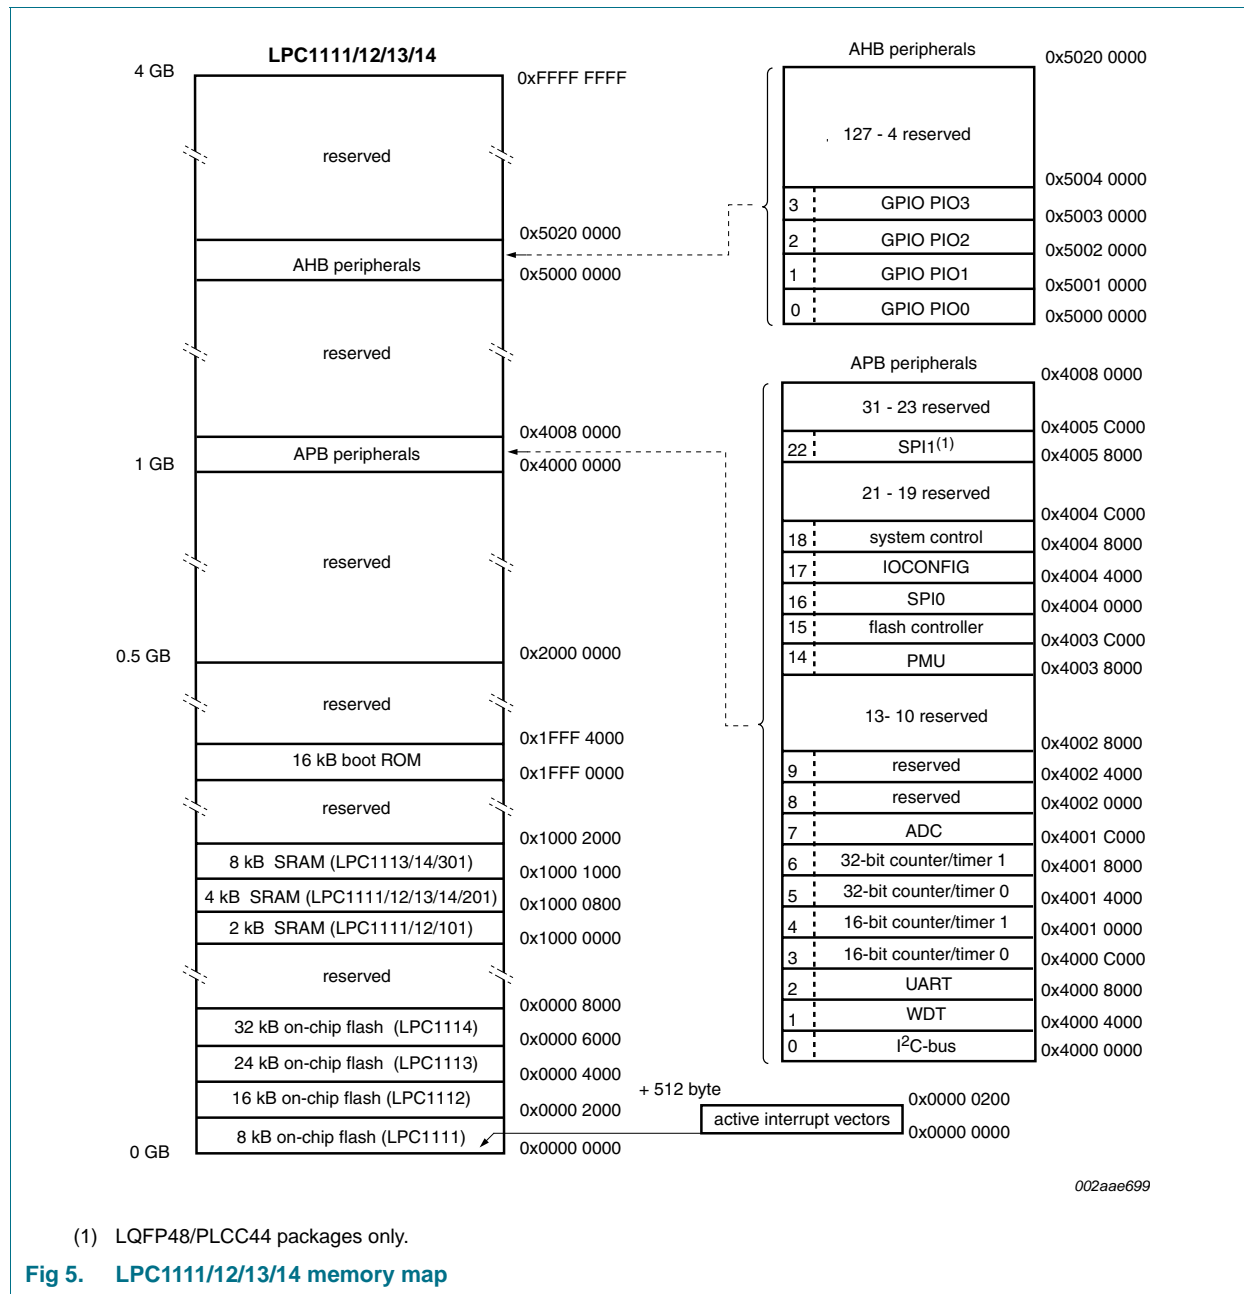 LPC1111/12/13/14
4 GB
0xFFFF FFFF
reserved
0x5020 0000
AHB peripherals
0x5000 0000
reserved
0x4008 0000
APB peripherals
1 GB
0x4000 0000
reserved
0.5 GB
0x2000 0000
reserved
0x1FFF 4000
16 kB boot ROM
0x1FFF 0000
reserved
0x1000 2000
8 kB SRAM (LPC1113/14/301)
0x1000 1000
4 kB SRAM (LPC1111/12/13/14/201)
0x1000 0800
2 kB SRAM (LPC1111/12/101)
0x1000 0000
reserved
0x0000 8000
32 kB on-chip flash (LPC1114)
0x0000 6000
24 kB on-chip flash (LPC1113)
0x0000 4000
16 kB on-chip flash (LPC1112)
0x0000 2000
8 kB on-chip flash (LPC1111)
0 GB
0x0000 0000
AHB peripherals
0x5020 0000
127 - 4 reserved
0x5004 0000
3 GPIO PIO3
0x5003 0000
2 GPIO PIO2
0x5002 0000
1 GPIO PIO1
0x5001 0000
0 GPIO PIO0
0x5000 0000
APB peripherals
0x4008 0000
31 - 23 reserved
0x4005 C000
22 SPI1(1)
0x4005 8000
21 - 19 reserved
0x4004 C000
18 system control
0x4004 8000
17 IOCONFIG
0x4004 4000
16 SPI0
0x4004 0000
15 flash controller
0x4003 C000
14 PMU
0x4003 8000
13- 10 reserved
0x4002 8000
9 reserved
0x4002 4000
8 reserved
0x4002 0000
7 ADC
0x4001 C000
6 32-bit counter/timer 1
0x4001 8000
5 32-bit counter/timer 0
0x4001 4000
4 16-bit counter/timer 1
0x4001 0000
3 16-bit counter/timer 0
0x4000 C000
2 UART
0x4000 8000
1 WDT
0x4000 4000
0 I2C-bus
0x4000 0000
+ 512 byte
0x0000 0200
active interrupt vectors
0x0000 0000
002aae699
(1) LQFP48/PLCC44 packages only.
Fig 5. LPC1111/12/13/14 memory map